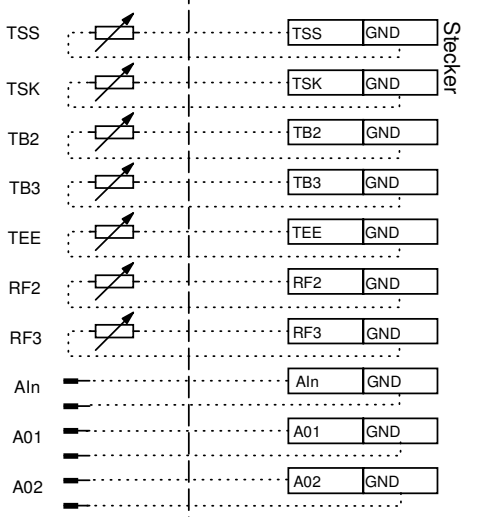 TSS TSS GND
Stecker
TSK TSK GND
TB2 TB2 GND
TB3 TB3 GND
TEE TEE GND
RF2 RF2 GND
RF3 RF3 GND
AIn AIn GND
A01 A01 GND
A02 A02 GND